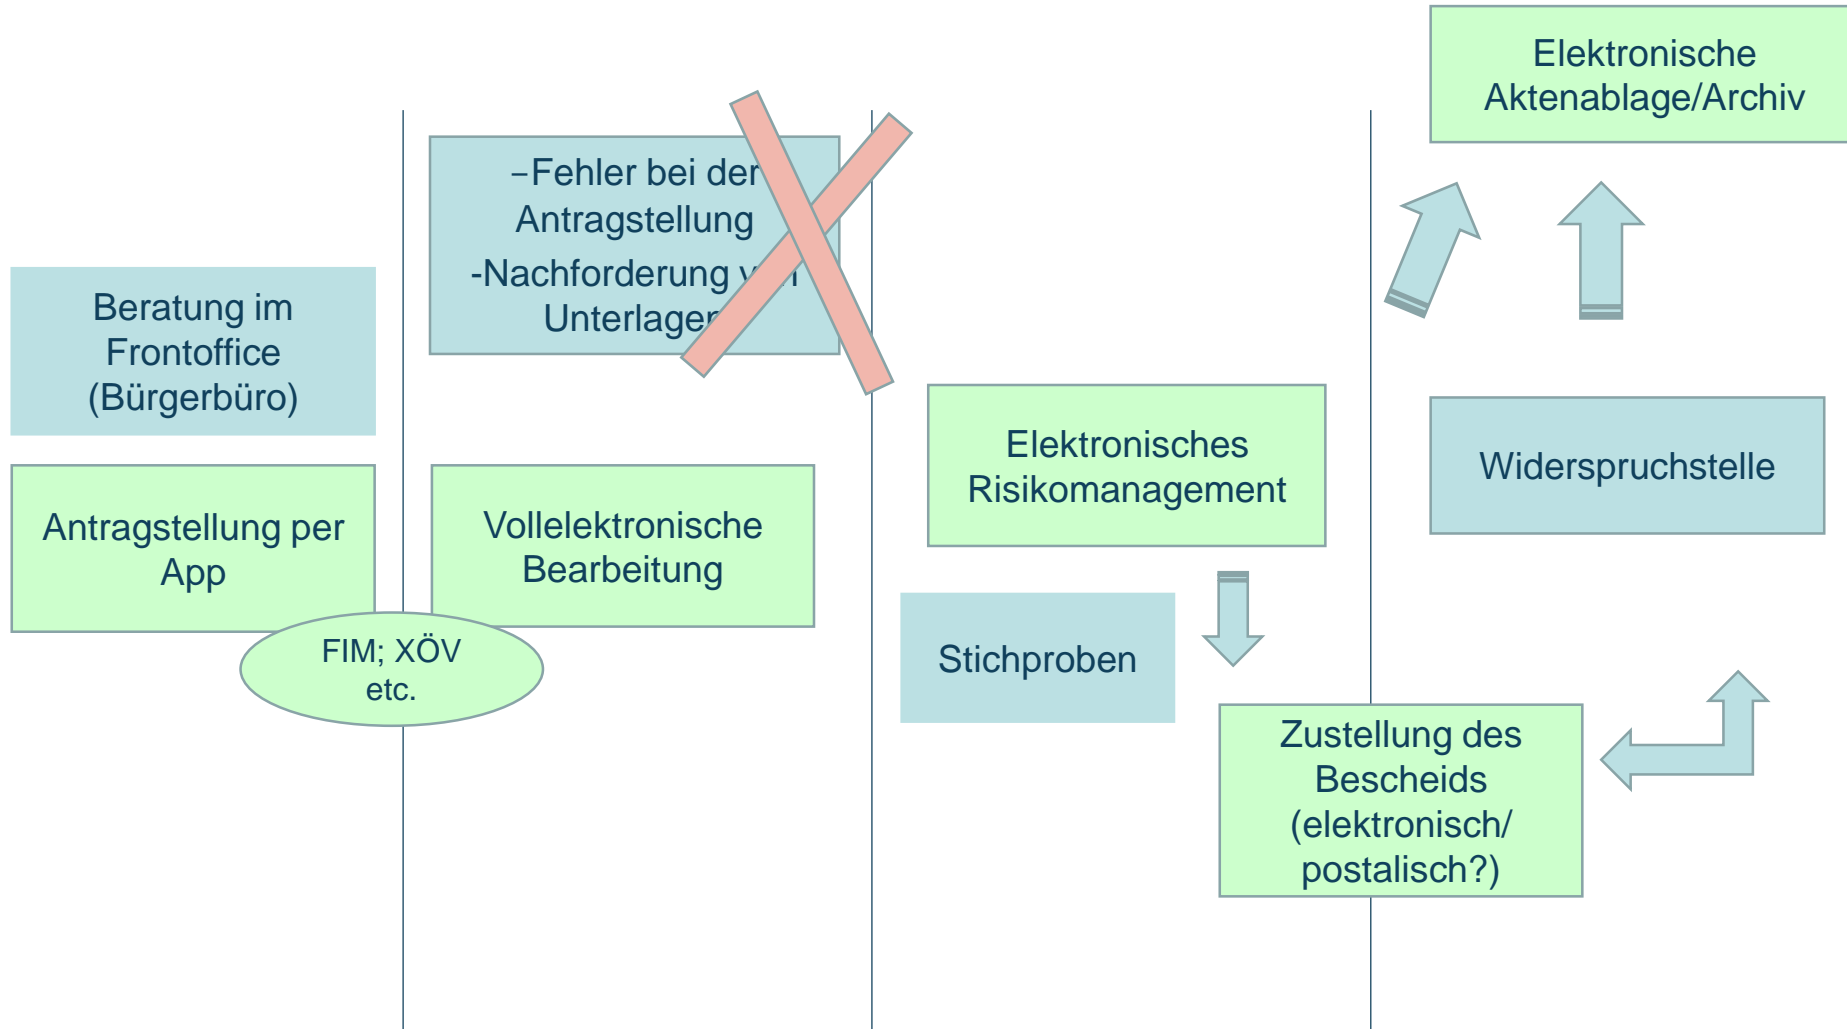 Elektronische
Aktenablage/Archiv
–Fehler bei der
Antragstellung
-Nachforderung
Unterlagen
Beratung im
Frontoffice
(Bürgerbüro)
Antragstellung per
App
Vollelektronische
Bearbeitung
FIM; XÖV
etc.
Elektronisches
Risikomanagement
Stichproben
Widerspruchstelle
Zustellung des
Bescheids
(elektronisch/
postalisch?)